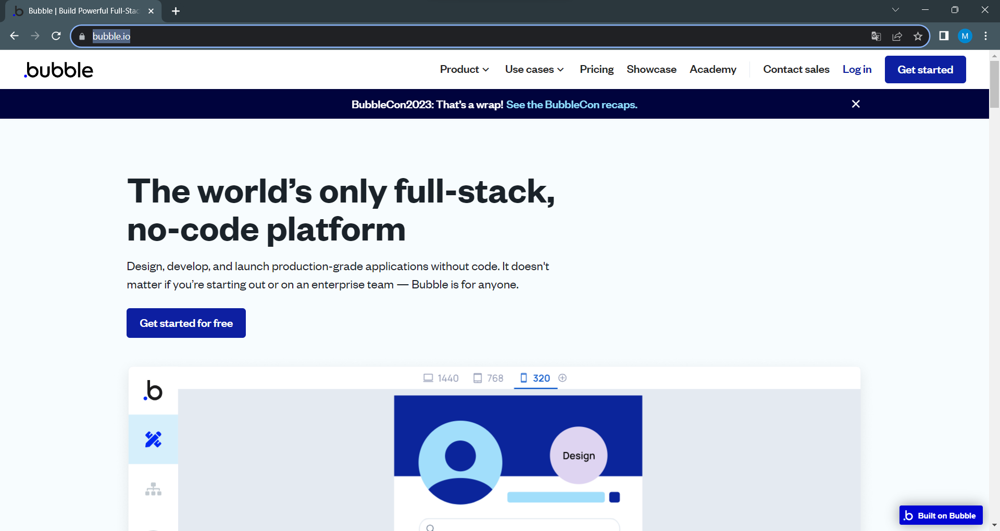 Bubble | Build Powerful Full-Stac
bubble.io
M
.bubble
Product
Use cases
Pricing
Showcase
Academy
Contact sales
Log in
Get started
BubbleCon2023: That's a wrap! See the BubbleCon recaps.
The world's only full-stack,
no-code platform
Design, develop, and launch production-grade applications without code. It doesn't
matter if you're starting out or on an enterprise team — Bubble is for anyone.
Get started for free
.b
1440
768
320
Design
.b Built on Bubble